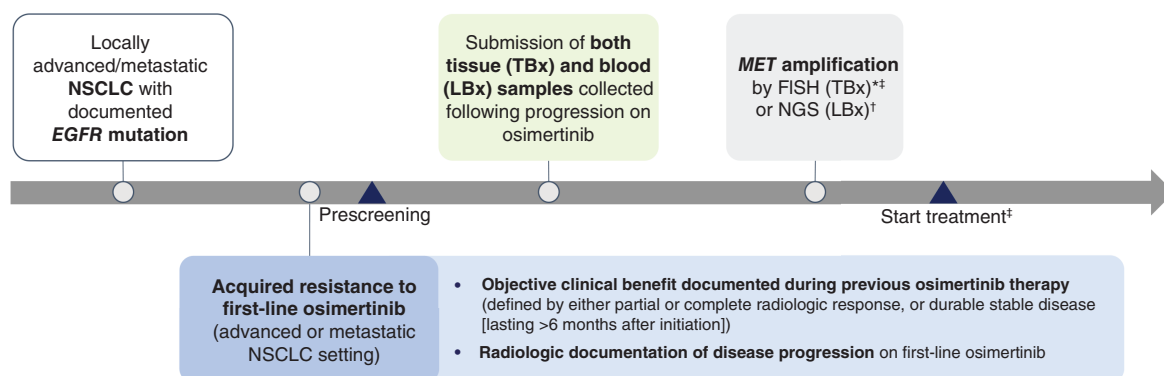 Locally
advanced/metastatic
NSCLC with
documented
EGFR mutation
Submission of both
tissue (TBx) and blood
(LBx) samples collected
following progression on
osimertinib
MET amplification
by FISH (TBx)*‡
or NGS (LBx)†
Prescreening
Start treatment‡
Acquired resistance to
first-line osimertinib
(advanced or metastatic
NSCLC setting)
• Objective clinical benefit documented during previous osimertinib therapy
(defined by either partial or complete radiologic response, or durable stable disease
[lasting >6 months after initiation])
• Radiologic documentation of disease progression on first-line osimertinib